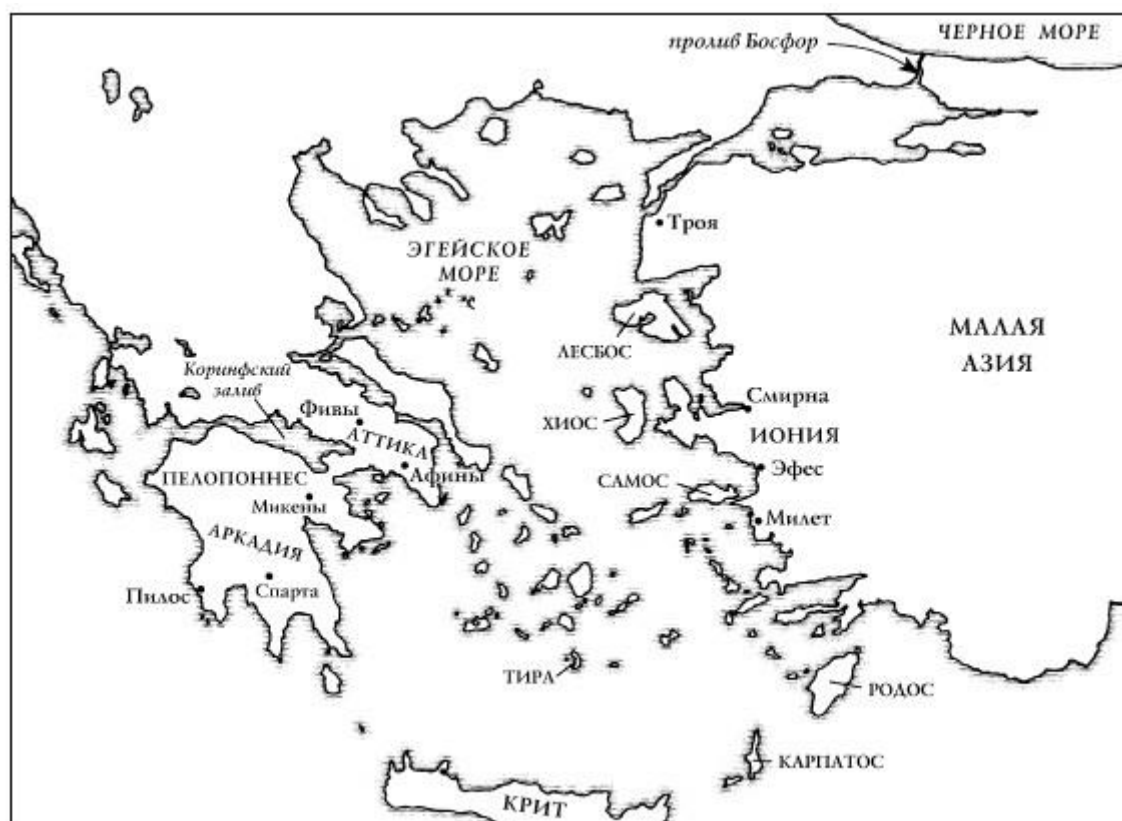 ЧЕРНОЕ МОРЕ
пролив Босфор
Троя
ЭГЕЙСКОЕ
МОРЕ
МАЛАЯ
АЗИЯ
ЛЕСБОС
Коринфский
залив
Смирна
Фивы
ХИОС
ИОНИЯ
АТТИКА
Эфес
Афины
ПЕЛОПОННЕС
САМОС
Микены
Милет
АРКАДИЯ
Спарта
Пилос
ТИРА
РОДОС
КАРПАТОС
КРИТ